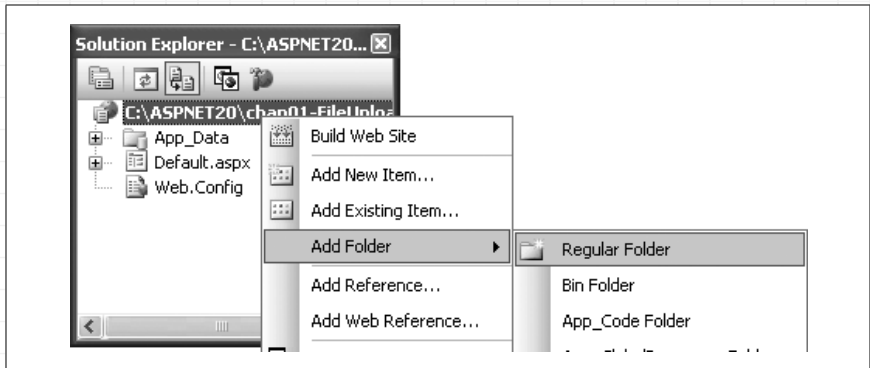 Solution Explorer - C:\ASPNET20...
C:\ASPNET20\chap01-FileUploa
App_Data
Default.aspx
Web.Config
Build Web Site
Add New Item...
Add Existing Item...
Add Folder
Add Reference...
Add Web Reference...
Regular Folder
Bin Folder
App_Code Folder